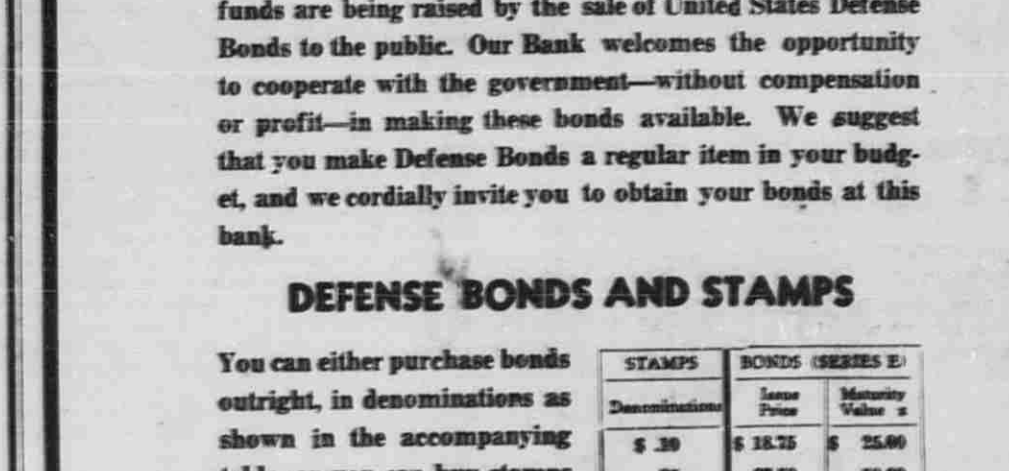 funds are being raised by the sale of United States Defense
Bonds to the public. Our Bank welcomes the opportunity
to cooperate with the government—without compensation
or profit—in making these bonds available. We suggest
that you make Defense Bonds a regular item in your budg-
et, and we cordially invite you to obtain your bonds at this
bank.
DEFENSE BONDS AND STAMPS
You can either purchase bonds
outright, in denominations as
shown in the accompanying
STAMPS BONDS (SERIES E)
Denominations Issue Price Maturity Value
$ .10 $ 18.75 $ 25.00